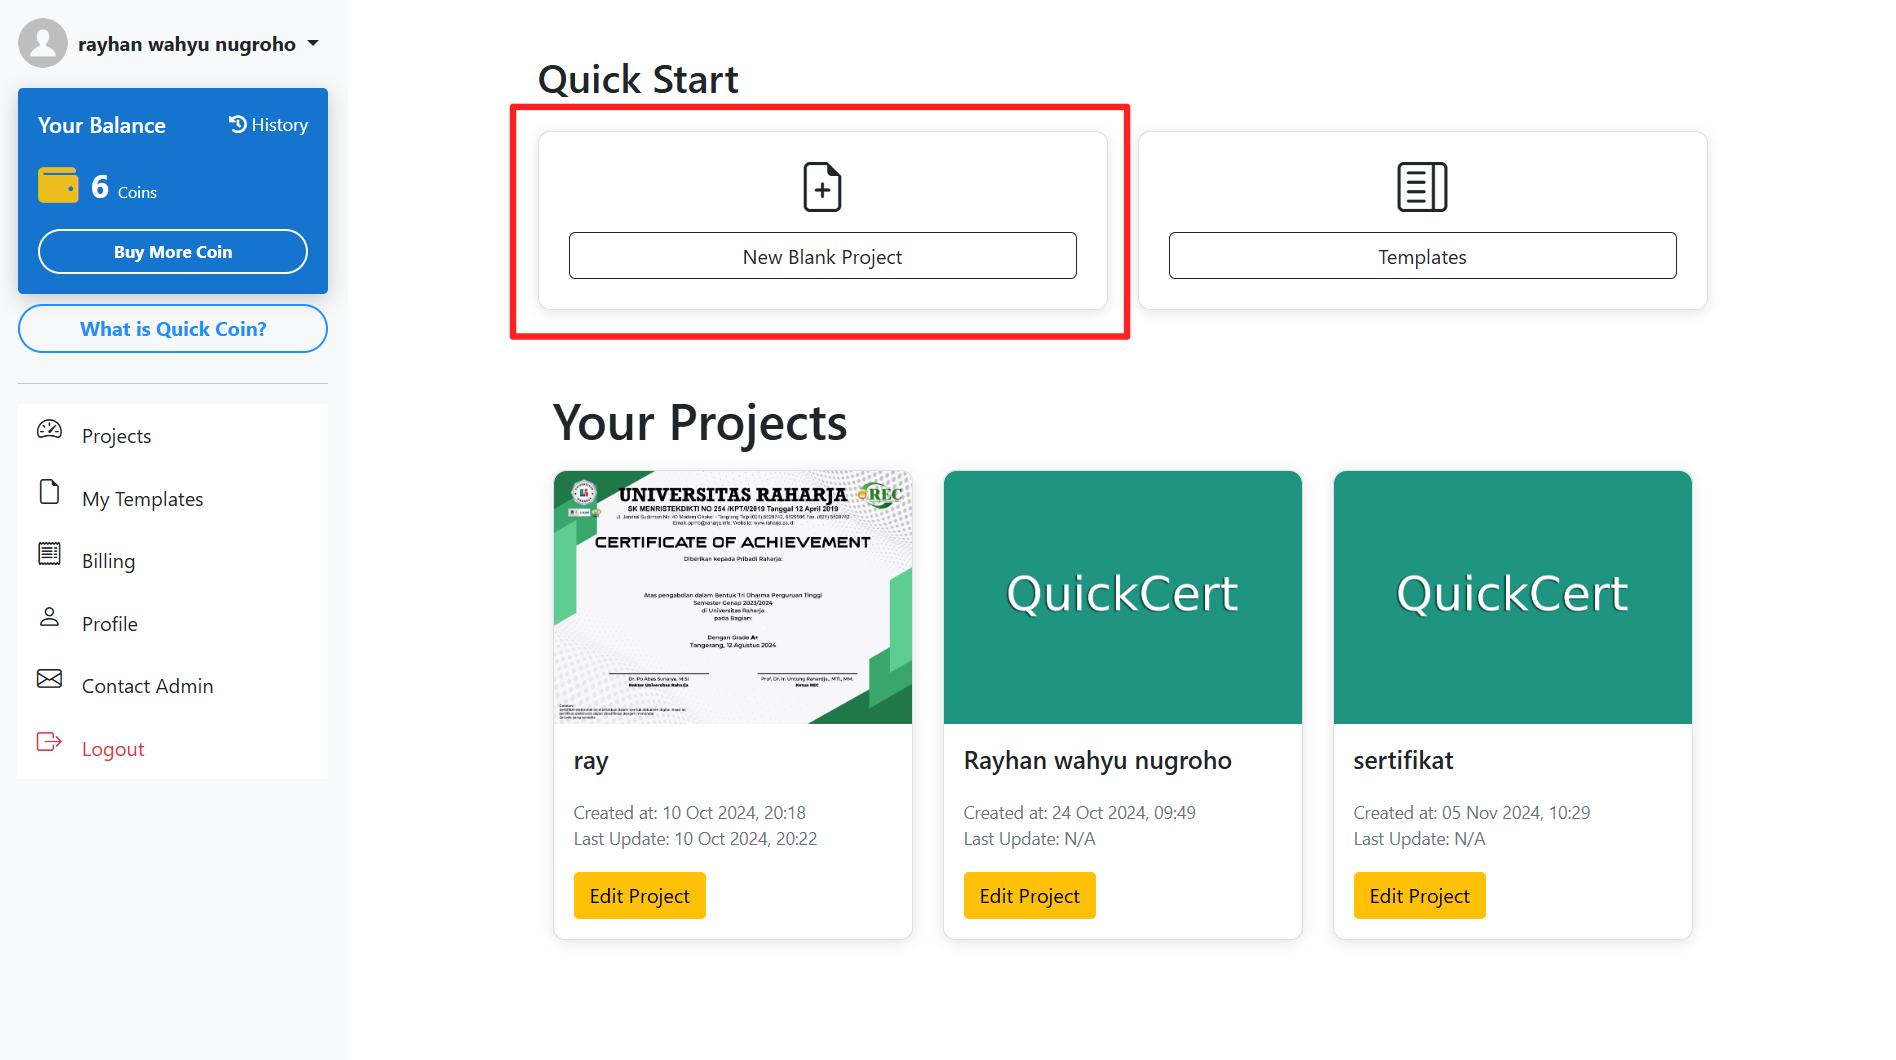 rayhan wahyu nugroho
Your Balance
History
6 Coins
Buy More Coin
What is Quick Coin?
Projects
My Templates
Billing
Profile
Contact Admin
Logout
Quick Start
New Blank Project
Templates
Your Projects
UNIVERSITAS RAHARJA
REC
SK MENRISTEKDIKTI NO 254 /KPT/I/2019 Tanggal 12 April 2019
CERTIFICATE OF ACHIEVEMENT
Diberikan kepada Pribadi Raharja:
Atas pengabdian dalam Bentuk Tri Dharma Perguruan Tinggi
Semester Genap 2023/2024
di Universitas Raharja
pada Bagian:
Dengan Grade A+
Tangerang, 12 Agustus 2024
Rektor Universitas Raharja
Ketua REC
QuickCert
QuickCert
ray
Created at: 10 Oct 2024, 20:18
Last Update: 10 Oct 2024, 20:22
Edit Project
Rayhan wahyu nugroho
Created at: 24 Oct 2024, 09:49
Last Update: N/A
Edit Project
sertifikat
Created at: 05 Nov 2024, 10:29
Last Update: N/A
Edit Project